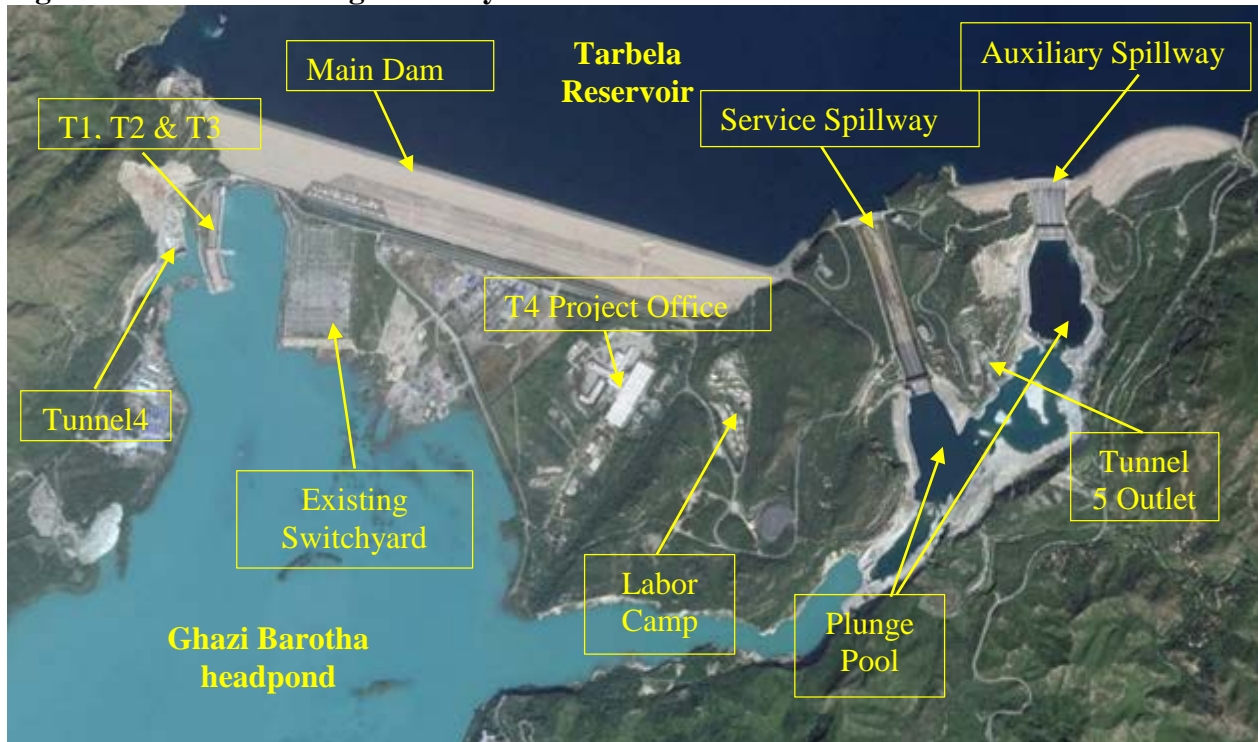 Tarbela
Reservoir
Main Dam
Auxiliary Spillway
T1, T2 & T3
Service Spillway
T4 Project Office
Tunnel4
Existing
Switchyard
Tunnel
5 Outlet
Labor
Camp
Plunge
Pool
Ghazi Barotha
headpond